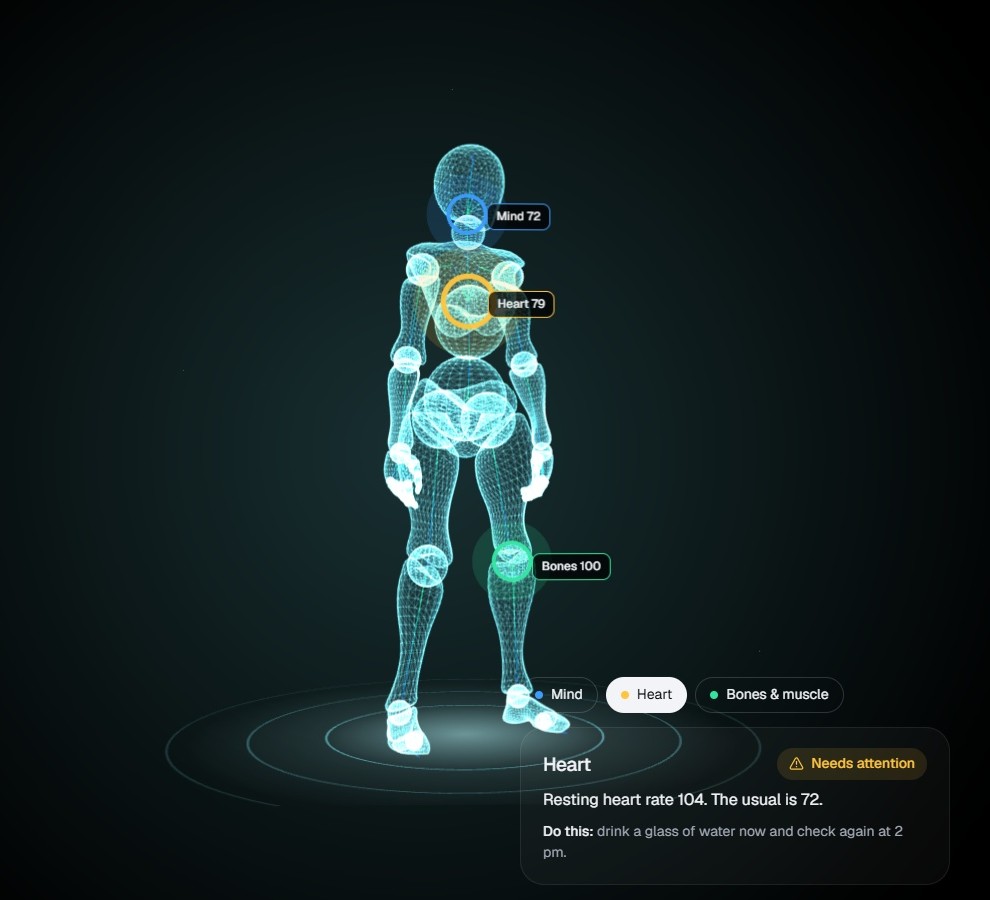 Mind 72
Heart 79
Bones 100
Mind
Heart
Bones & muscle
Heart
Needs attention
Resting heart rate 104. The usual is 72.
Do this: drink a glass of water now and check again at 2
pm.